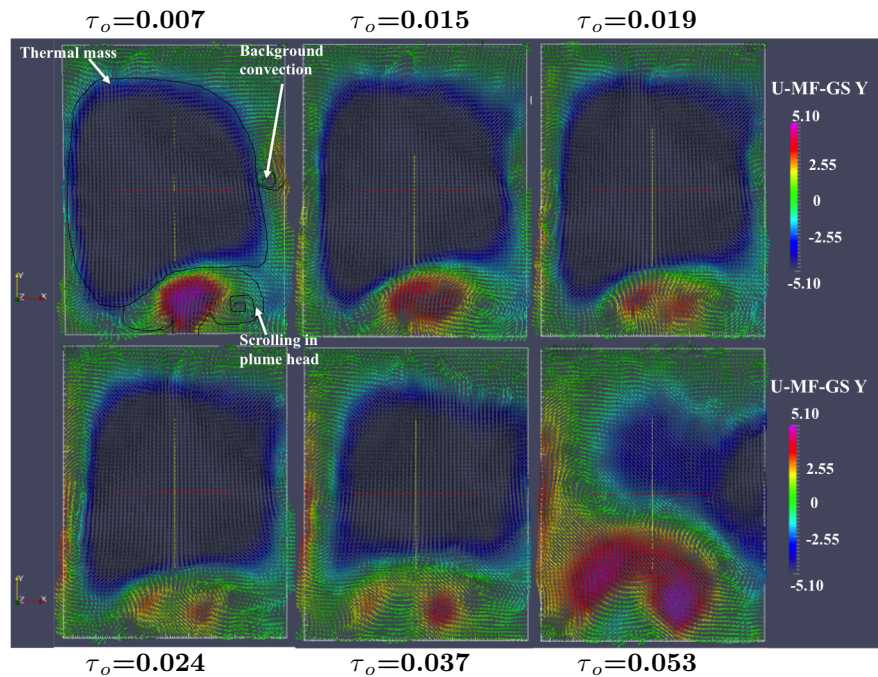 τₒ=0.007
τₒ=0.015
τₒ=0.019
Thermal mass
Background
convection
U-MF-GS Y
5.10
2.55
0
-2.55
-5.10
Y
Z X
Scrolling in
plume head
U-MF-GS Y
5.10
2.55
0
-2.55
-5.10
Y
Z X
τₒ=0.024
τₒ=0.037
τₒ=0.053